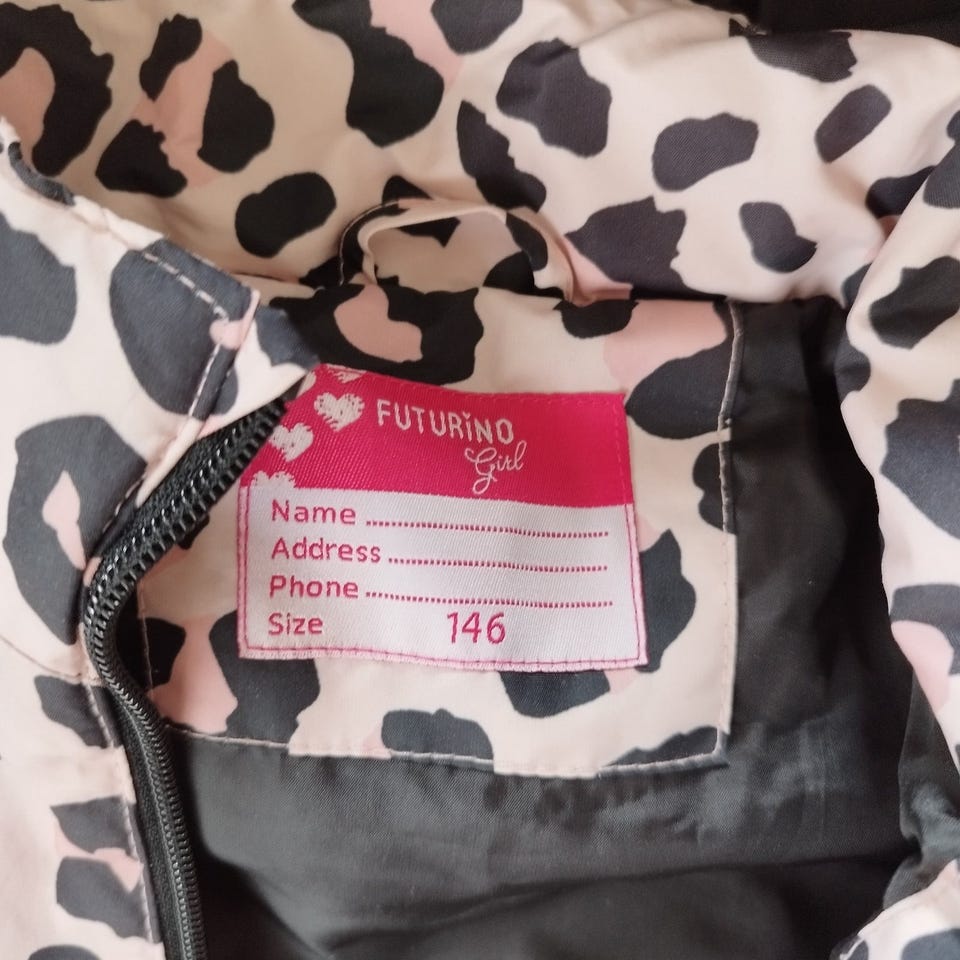 FUTURINO
Girl
Name ........................................
Address ....................................
Phone ........................................
Size 146